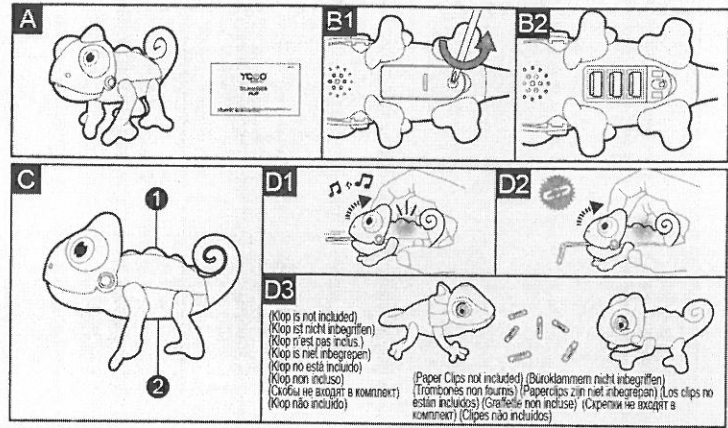 A
YCOO
B1
B2
C
1
2
D1
D2
D3
(Klop is not included)
(Klop ist nicht inbegriffen)
(Klop n'est pas inclus.)
(Klop is niet inbegrepen)
(Klop no está incluido)
(Klop non incluso)
(Скобы не входят в комплект)
(Klop não incluído)
(Paper Clips not included) (Büroklammern nicht inbegriffen)
(Trombones non fournis) (Paperclips zijn niet inbegrepen) (Los clips no
están incluidos) (Graffette non incluse) (Скрепки не входят в
комплект) (Clipes não incluídos)